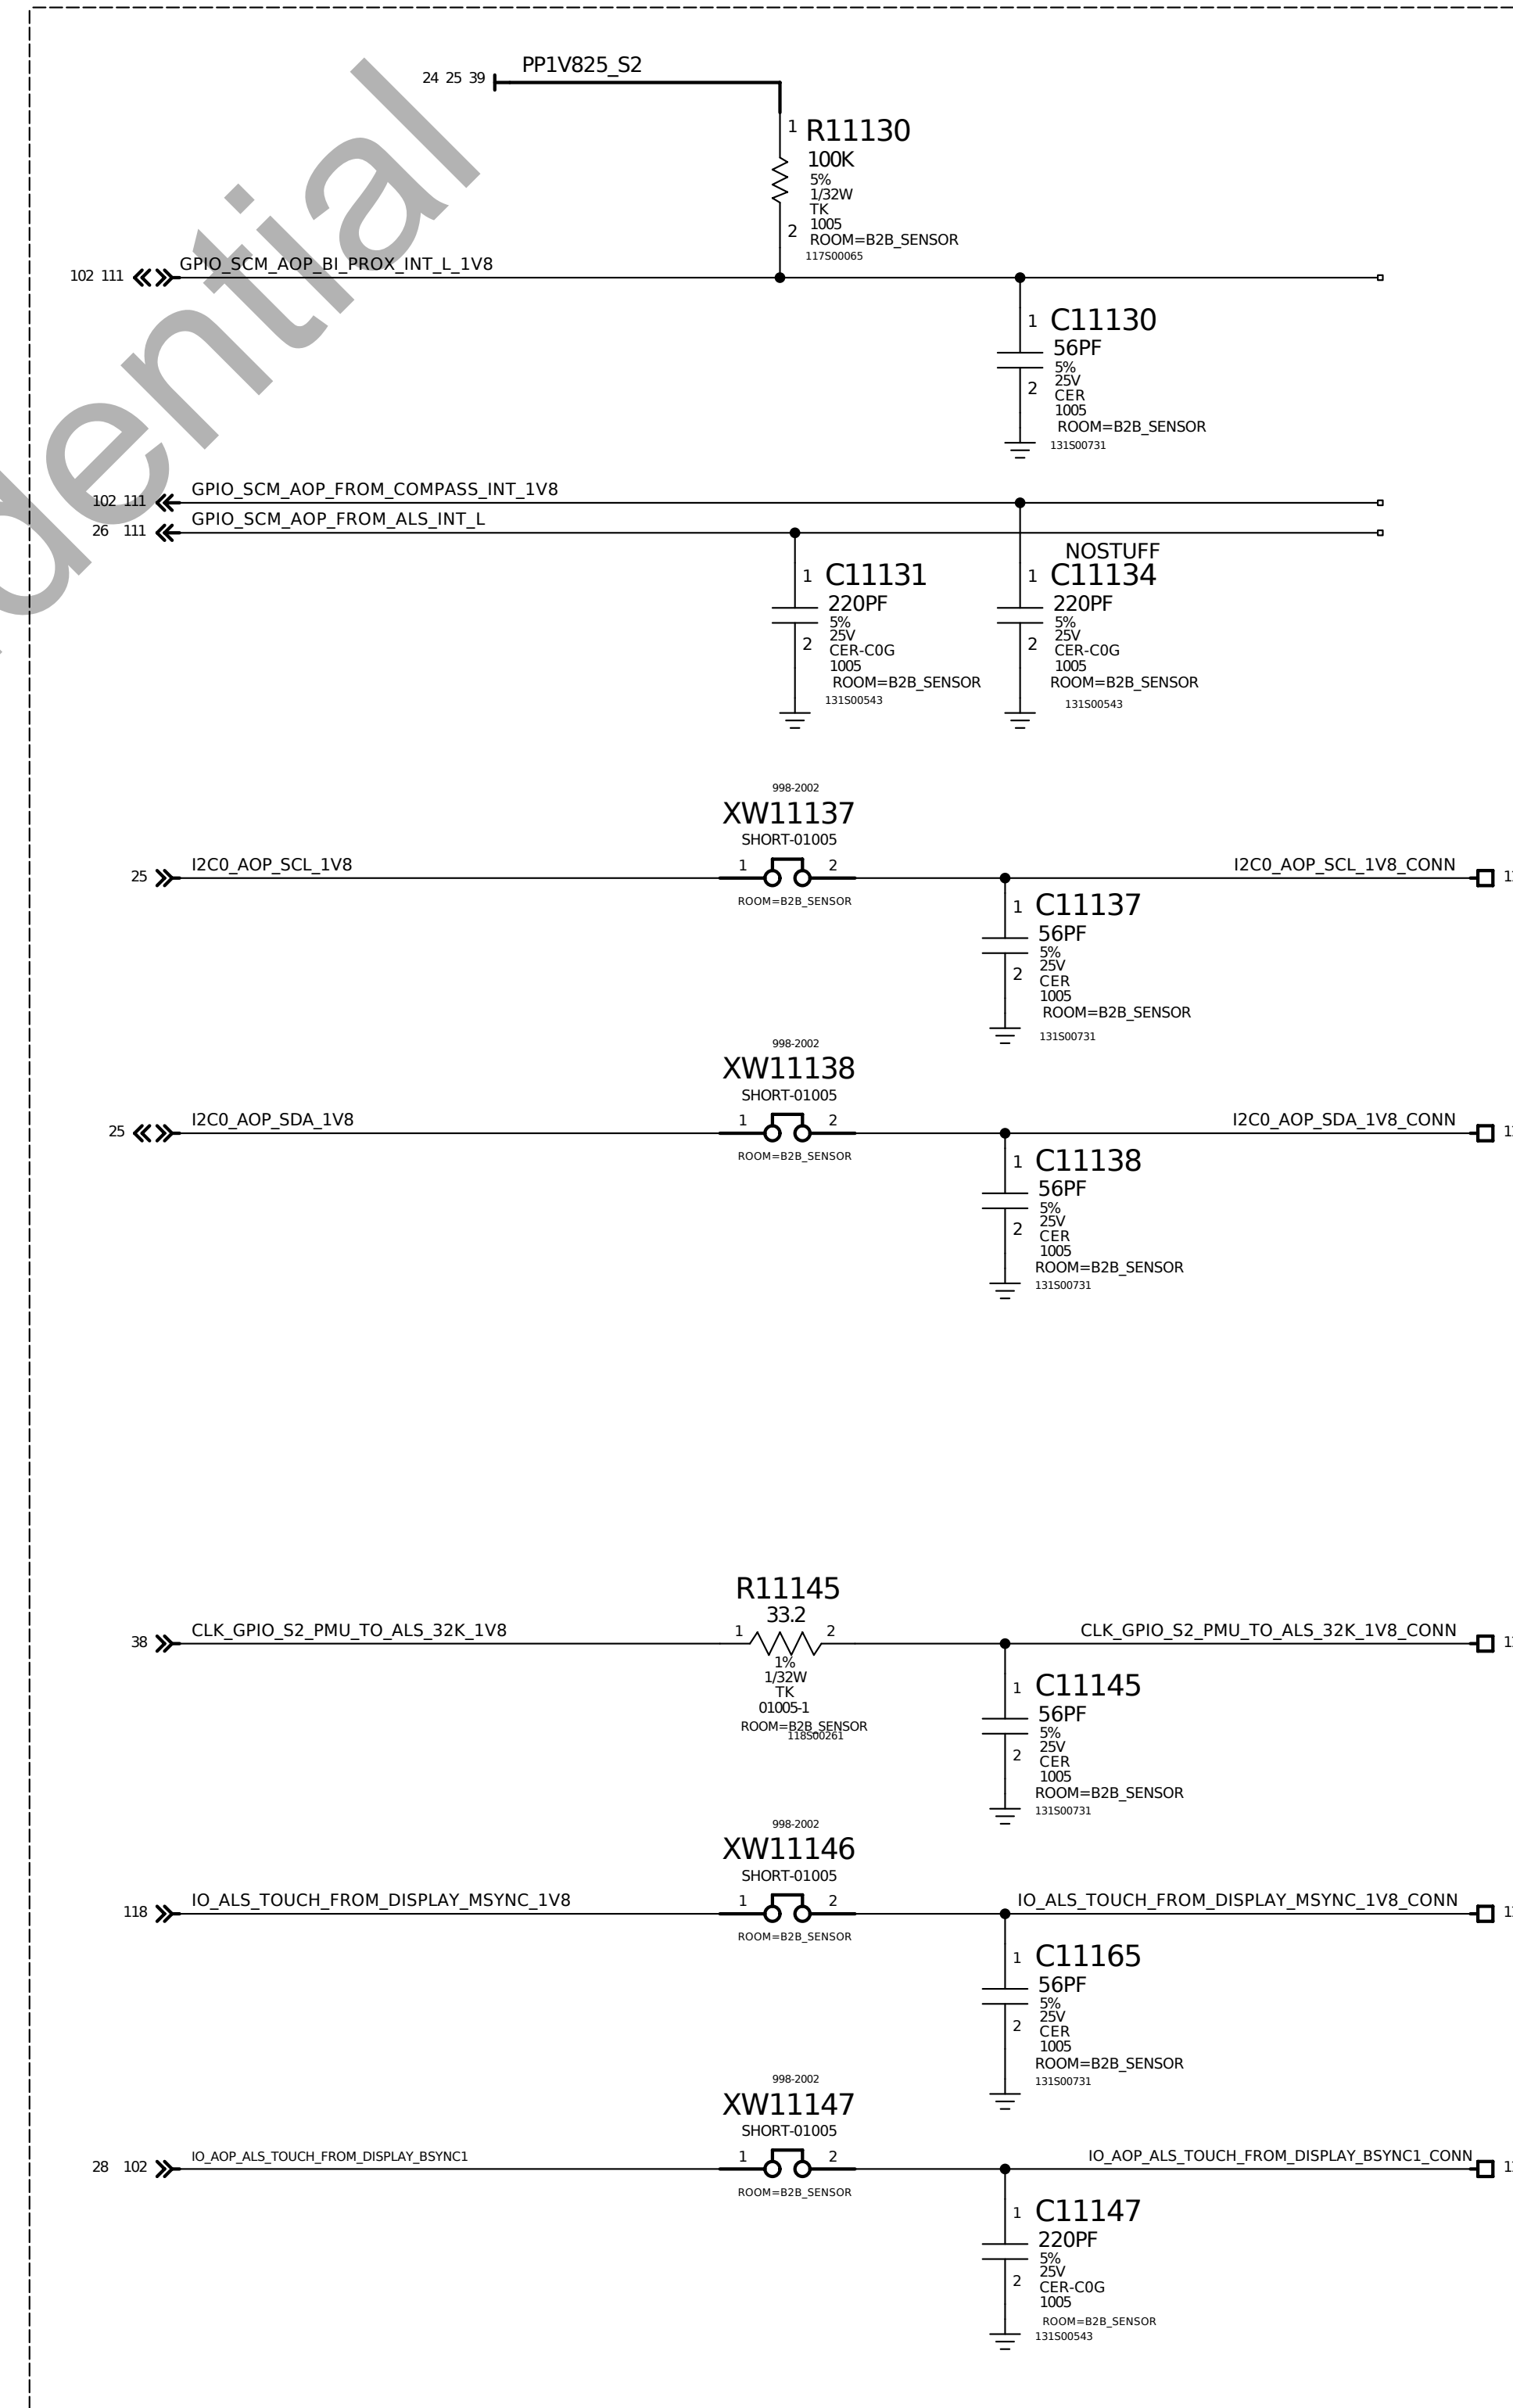 dential
24 25 39 PP1V825_S2
1 R11130
100K
5%
1/32W
TK
1005
2
ROOM=B2B_SENSOR
117S00065
102 111 GPIO_SCM_AOP_BI_PROX_INT_L_1V8
1 C11130
56PF
5%
25V
2
CER
1005
ROOM=B2B_SENSOR
131S00731
102 111 GPIO_SCM_AOP_FROM_COMPASS_INT_1V8
26 111 GPIO_SCM_AOP_FROM_ALS_INT_L
NOSTUFF
1 C11131 1 C11134
220PF 220PF
5% 5%
25V 25V
2 2
CER-C0G CER-C0G
1005 1005
ROOM=B2B_SENSOR ROOM=B2B_SENSOR
131S00543 131S00543
998-2002
XW11137
SHORT-01005
25 I2C0_AOP_SCL_1V8 1 2 I2C0_AOP_SCL_1V8_CONN
ROOM=B2B_SENSOR
1 C11137
56PF
5%
25V
2
CER
1005
ROOM=B2B_SENSOR
131S00731
998-2002
XW11138
SHORT-01005
25 I2C0_AOP_SDA_1V8 1 2 I2C0_AOP_SDA_1V8_CONN
ROOM=B2B_SENSOR
1 C11138
56PF
5%
25V
2
CER
1005
ROOM=B2B_SENSOR
131S00731
R11145
33.2
38 CLK_GPIO_S2_PMU_TO_ALS_32K_1V8 1 2 CLK_GPIO_S2_PMU_TO_ALS_32K_1V8_CONN
1%
1/32W
TK
01005-1
ROOM=B2B_SENSOR
118S00261
1 C11145
56PF
5%
25V
2
CER
1005
ROOM=B2B_SENSOR
131S00731
998-2002
XW11146
SHORT-01005
118 IO_ALS_TOUCH_FROM_DISPLAY_MSYNC_1V8 1 2 IO_ALS_TOUCH_FROM_DISPLAY_MSYNC_1V8_CONN
ROOM=B2B_SENSOR
1 C11165
56PF
5%
25V
2
CER
1005
ROOM=B2B_SENSOR
131S00731
998-2002
XW11147
SHORT-01005
28 102 IO_AOP_ALS_TOUCH_FROM_DISPLAY_BSYNC1 1 2 IO_AOP_ALS_TOUCH_FROM_DISPLAY_BSYNC1_CONN
ROOM=B2B_SENSOR
1 C11147
220PF
5%
25V
2
CER-C0G
1005
ROOM=B2B_SENSOR
131S00543